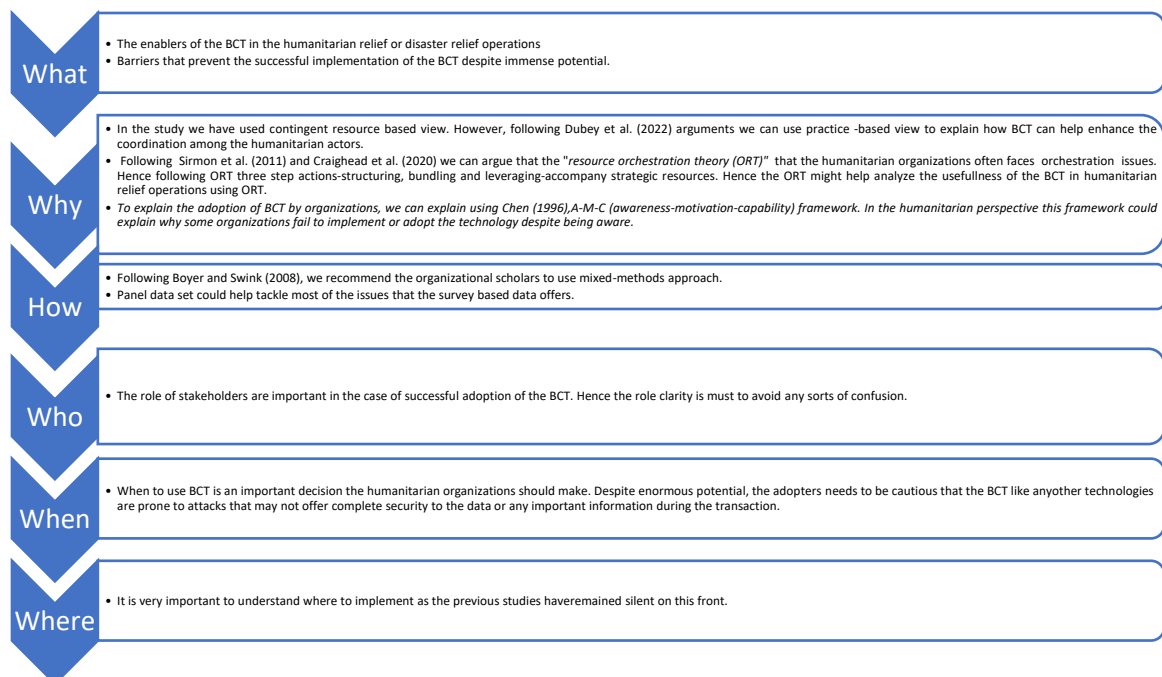 What
• The enablers of the BCT in the humanitarian relief or disaster relief operations
• Barriers that prevent the successful implementation of the BCT despite immense potential.
Why
• In the study we have used contingent resource based view. However, following Dubey et al. (2022) arguments we can use practice -based view to explain how BCT can help enhance the
coordination among the humanitarian actors.
• Following Sirmon et al. (2011) and Craighead et al. (2020) we can argue that the "resource orchestration theory (ORT)" that the humanitarian organizations often faces orchestration issues.
Hence following ORT three step actions-structuring, bundling and leveraging-accompany strategic resources. Hence the ORT might help analyze the usefullness of the BCT in humanitarian
relief operations using ORT.
• To explain the adoption of BCT by organizations, we can explain using Chen (1996),A-M-C (awareness-motivation-capability) framework. In the humanitarian perspective this framework could
explain why some organizations fail to implement or adopt the technology despite being aware.
How
• Following Boyer and Swink (2008), we recommend the organizational scholars to use mixed-methods approach.
• Panel data set could help tackle most of the issues that the survey based data offers.
Who
• The role of stakeholders are important in the case of successful adoption of the BCT. Hence the role clarity is must to avoid any sorts of confusion.
When
• When to use BCT is an important decision the humanitarian organizations should make. Despite enormous potential, the adopters needs to be cautious that the BCT like anyother technologies
are prone to attacks that may not offer complete security to the data or any important information during the transaction.
Where
• It is very important to understand where to implement as the previous studies haveremained silent on this front.